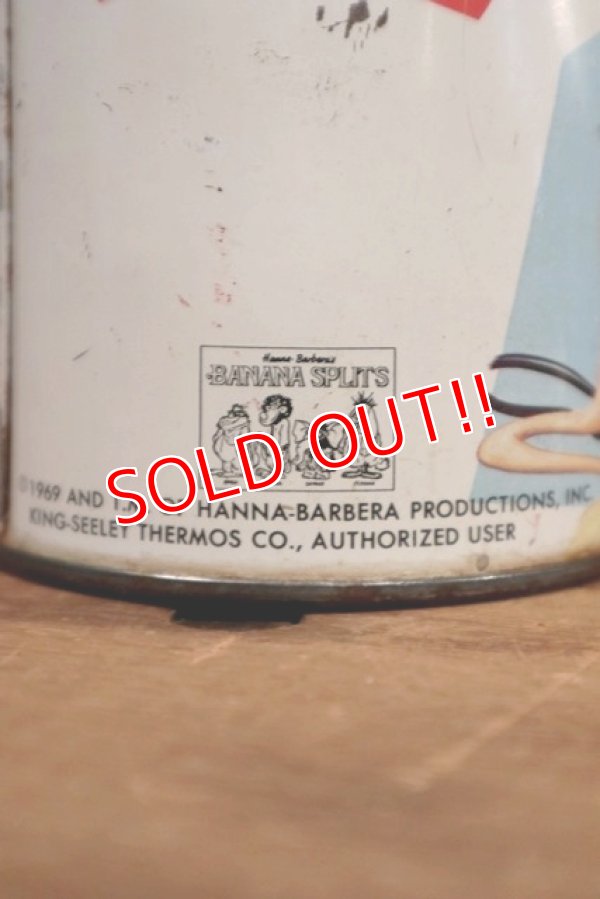 Hanna-Barbera's
BANANA SPLITS
SOLD OUT!!
©1969 AND HANNA-BARBERA PRODUCTIONS, INC.
KING-SEELEY THERMOS CO., AUTHORIZED USER